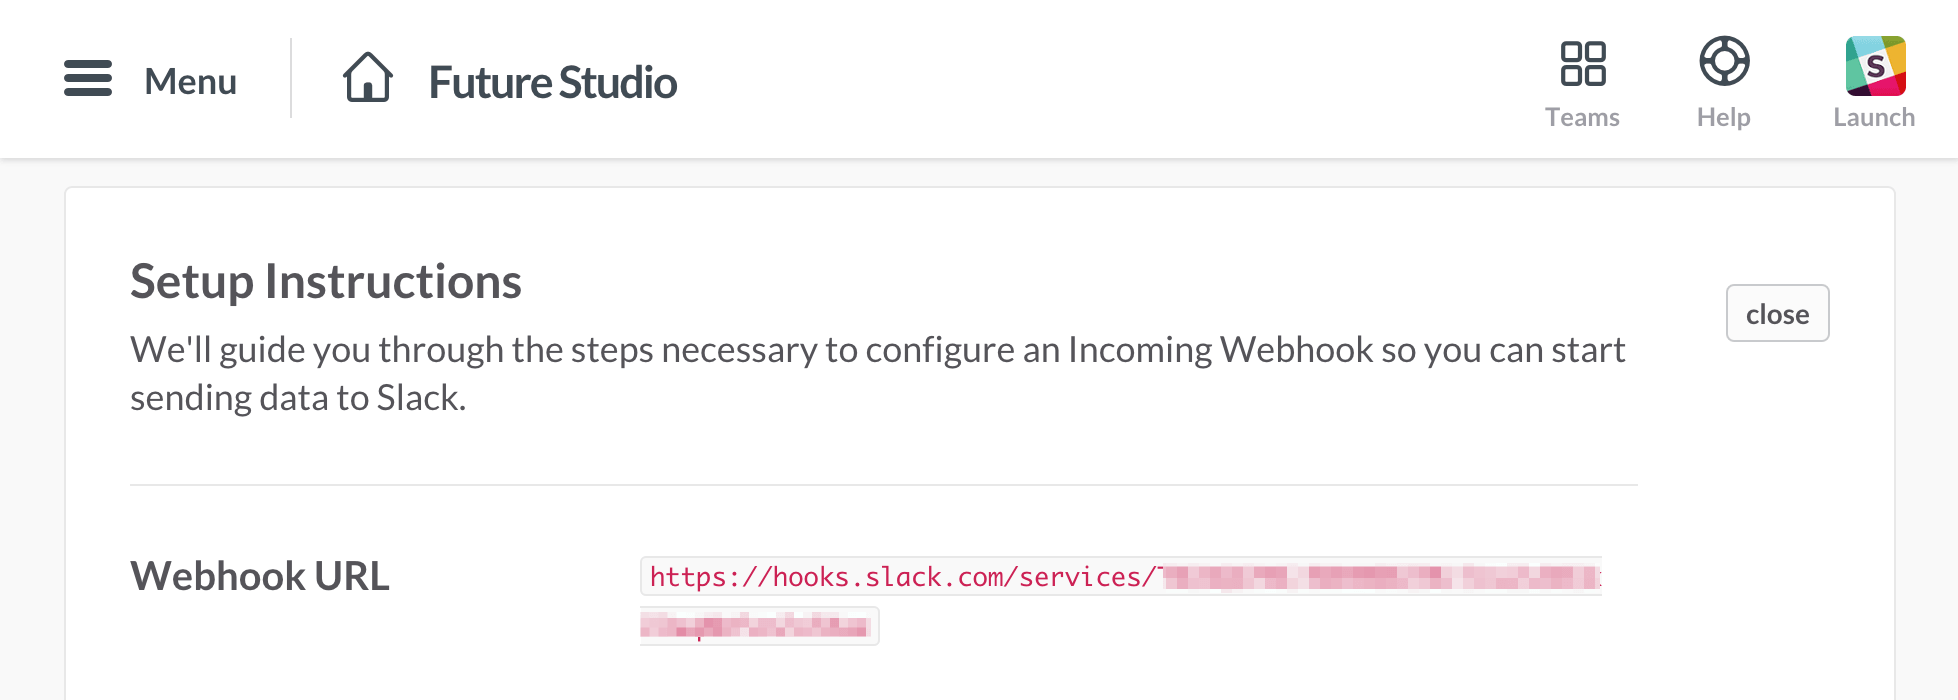 Menu
Future Studio
S
Teams
Help
Launch
Setup Instructions
close
We'll guide you through the steps necessary to configure an Incoming Webhook so you can start
sending data to Slack.
Webhook URL
https://hooks.slack.com/services/